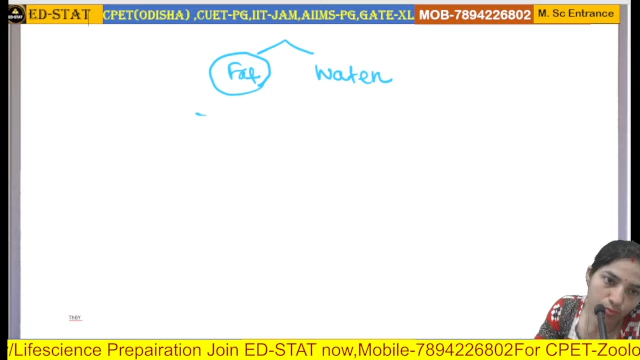 ED-STAT CPET(ODISHA) ,CUET-PG,IIT-JAM,AIIMS-PG,GATE-XL MOB-7894226802 M. Sc Entrance
Fat Water
r/Lifescience Prepairation Join ED-STAT now,Mobile-7894226802For CPET-Zoolo